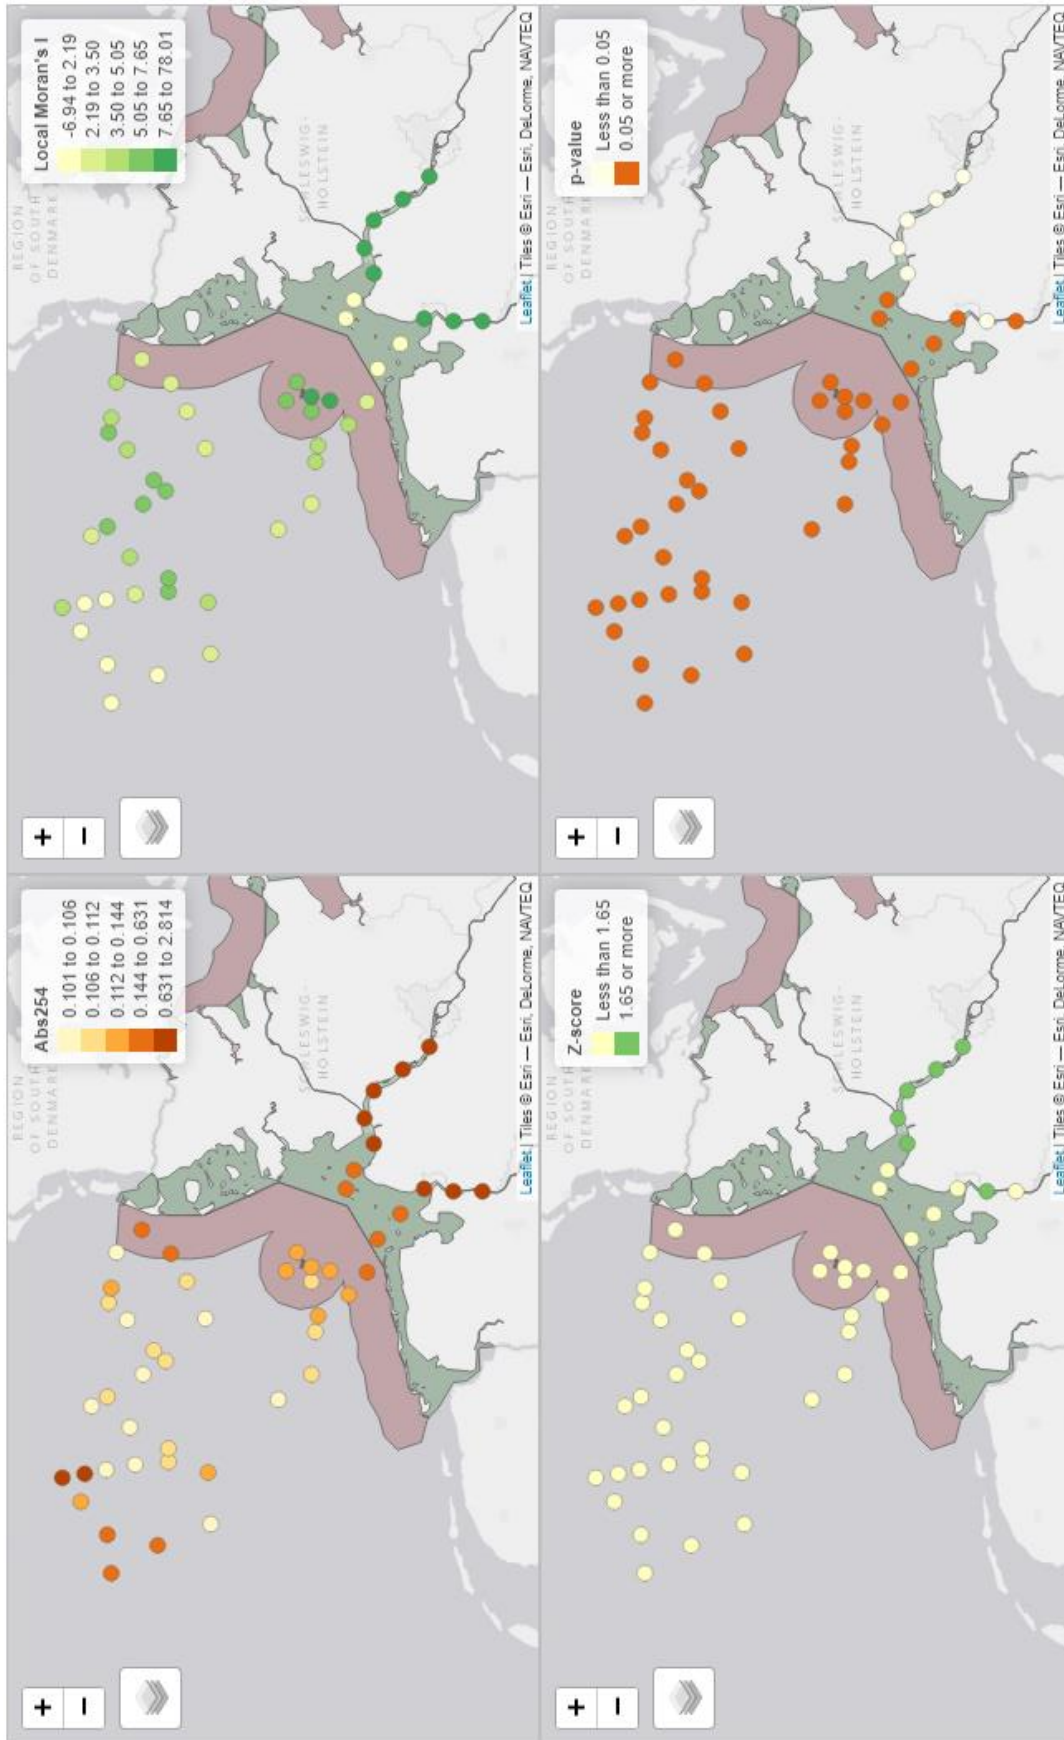 +
−
REGION
OF SOUTH
DENMARK
Abs254
0.101 to 0.106
0.106 to 0.112
0.112 to 0.144
0.144 to 0.631
0.631 to 2.814
SCHLESWIG-
HOLSTEIN
Leaflet | Tiles © Esri — Esri, DeLorme, NAVTEQ
+
−
REGION
OF SOUTH
DENMARK
Local Moran's I
-6.94 to 2.19
2.19 to 3.50
3.50 to 5.05
5.05 to 7.65
7.65 to 78.01
SCHLESWIG-
HOLSTEIN
Leaflet | Tiles © Esri — Esri, DeLorme, NAVTEQ
+
−
REGION
OF SOUTH
DENMARK
Z-score
Less than 1.65
1.65 or more
SCHLESWIG-
HOLSTEIN
Leaflet | Tiles © Esri — Esri, DeLorme, NAVTEQ
+
−
REGION
OF SOUTH
DENMARK
p-value
Less than 0.05
0.05 or more
SCHLESWIG-
HOLSTEIN
Leaflet | Tiles © Esri — Esri, DeLorme, NAVTEQ